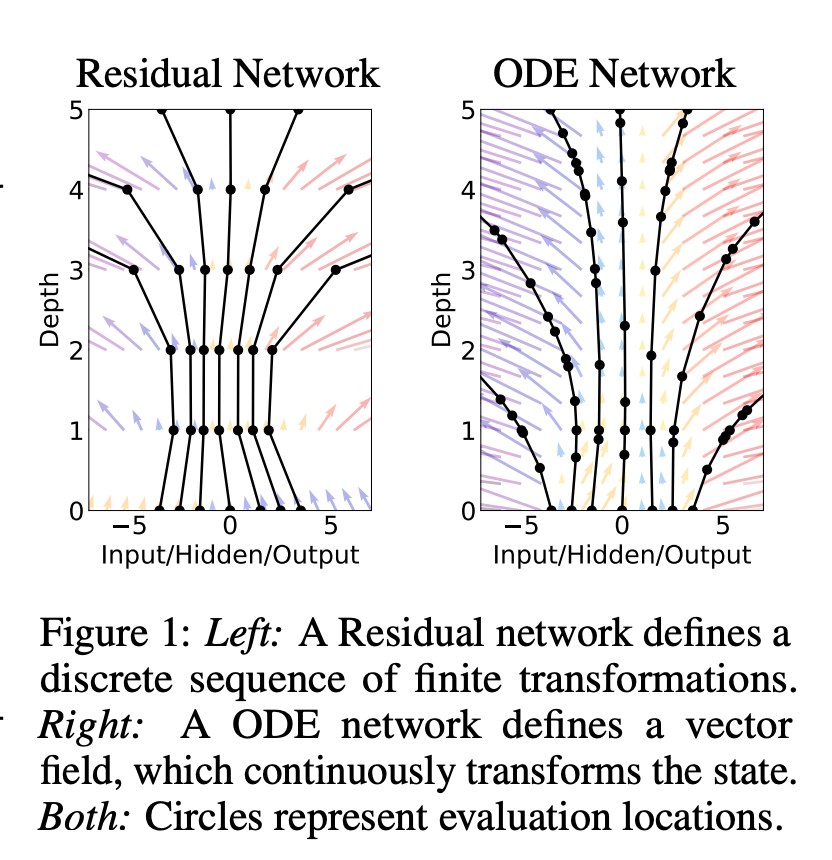 Residual Network
5
4
3
2
1
0
Depth
−5 0 5
Input/Hidden/Output
ODE Network
5
4
3
2
1
0
Depth
−5 0 5
Input/Hidden/Output
Figure 1: Left: A Residual network defines a
discrete sequence of finite transformations.
Right: A ODE network defines a vector
field, which continuously transforms the state.
Both: Circles represent evaluation locations.